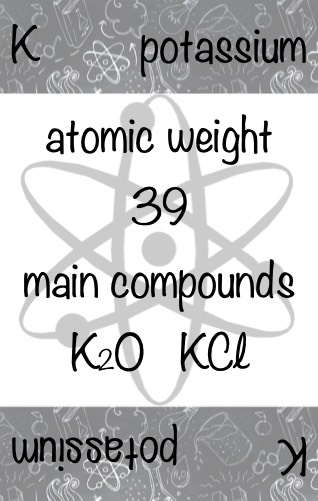 K potassium
atomic weight
39
main compounds
K₂O KCl
K potassium